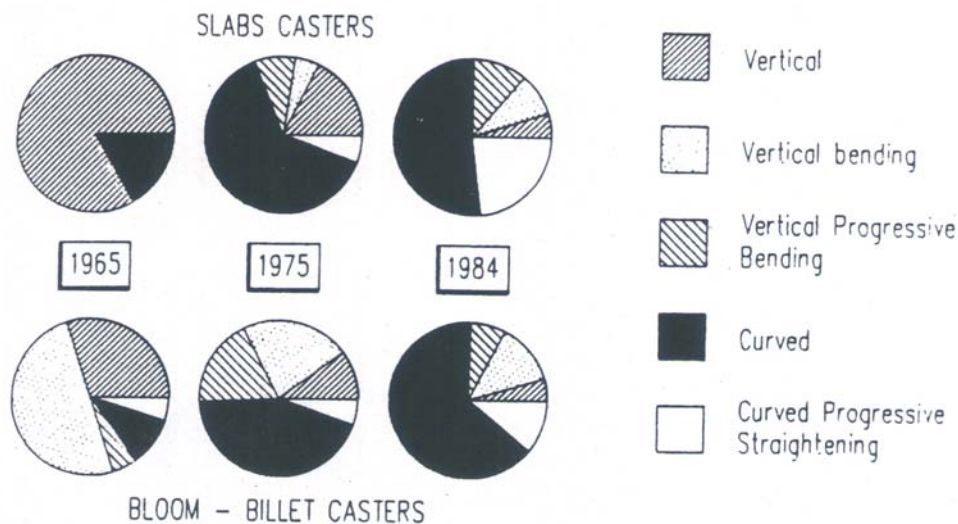 SLABS CASTERS
1965
1975
1984
BLOOM - BILLET CASTERS
Vertical
Vertical bending
Vertical Progressive
Bending
Curved
Curved Progressive
Straightening